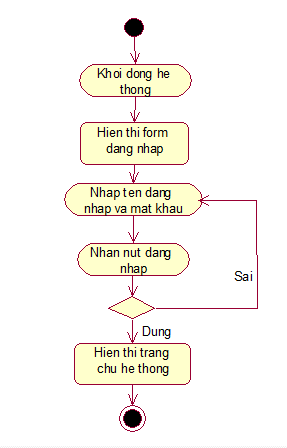 Khoi dong he
thong
Hien thi form
dang nhap
Nhap ten dang
nhap va mat khau
Nhan nut dang
nhap
Sai
Dung
Hien thi trang
chu he thong